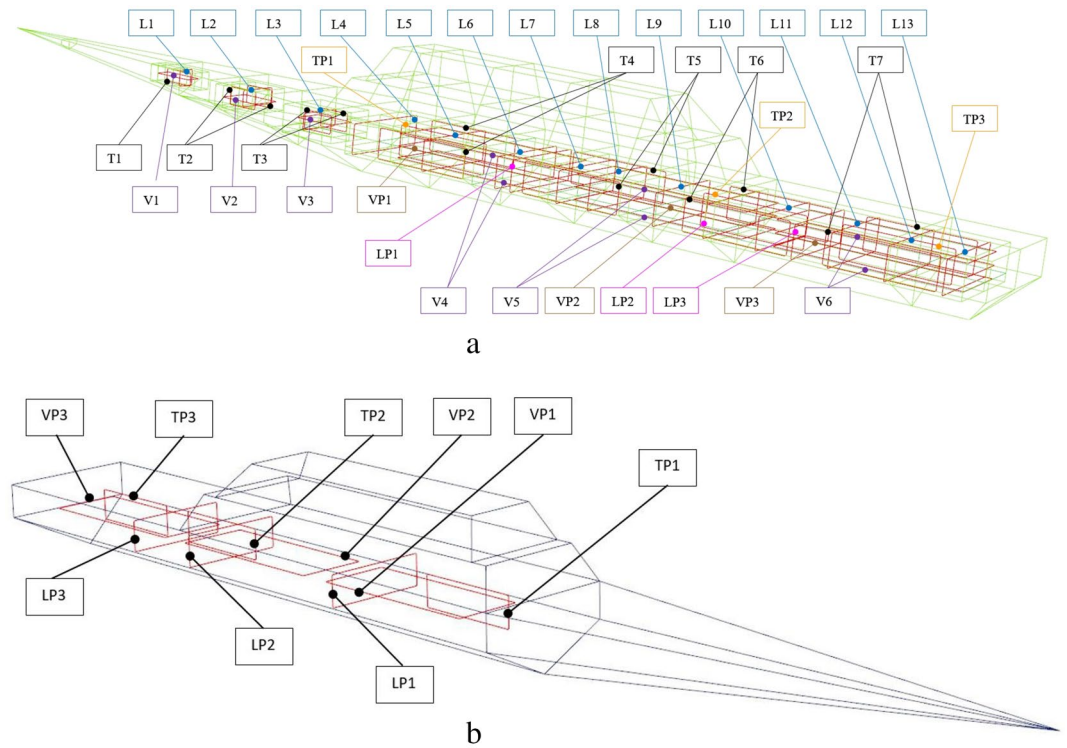 L1 L2 L3 L4 L5 L6 L7 L8 L9 L10 L11 L12 L13
TP1 T4 T5 T6 T7
TP2 TP3
T1 T2 T3
V1 V2 V3 VP1
LP1
V4 V5 VP2 LP2 LP3 VP3 V6
a
VP3 TP3 TP2 VP2 VP1
TP1
LP3
LP2
LP1
b